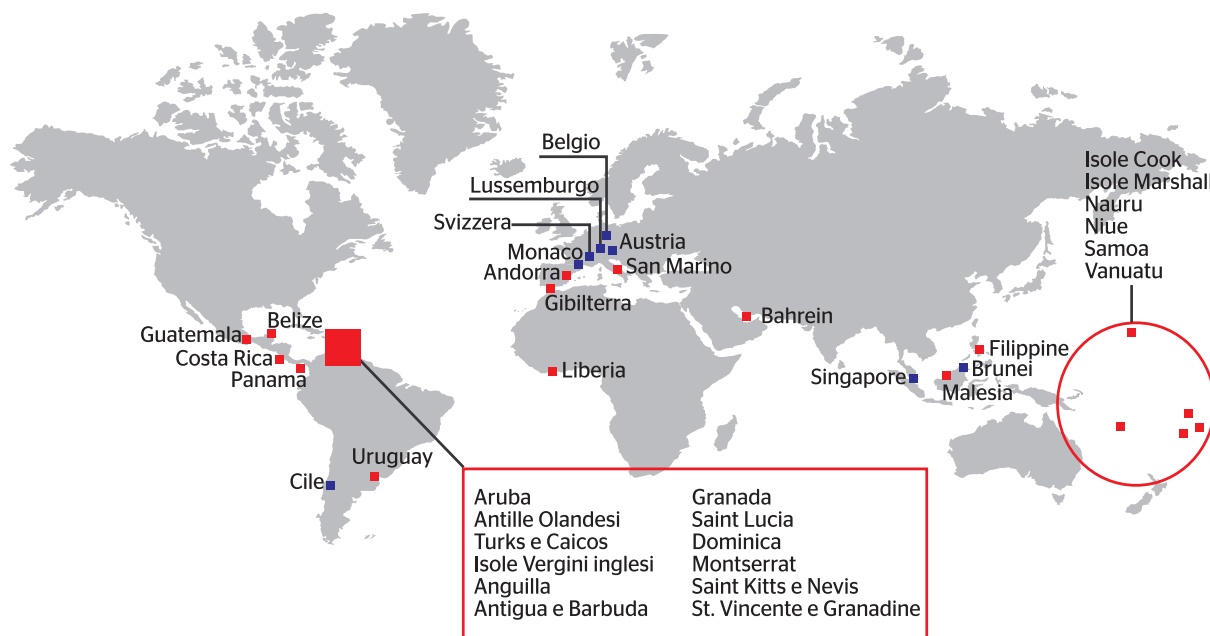 Belgio
Lussemburgo
Svizzera
Monaco
Austria
Andorra
San Marino
Gibilterra
Isole Cook
Isole Marshall
Nauru
Niue
Samoa
Vanuatu
Guatemala
Belize
Costa Rica
Panama
Bahrein
Liberia
Filippine
Singapore
Brunei
Malesia
Uruguay
Cile
Aruba
Antille Olandesi
Turks e Caicos
Isole Vergini inglesi
Anguilla
Antigua e Barbuda
Granada
Saint Lucia
Dominica
Montserrat
Saint Kitts e Nevis
St. Vincente e Granadine